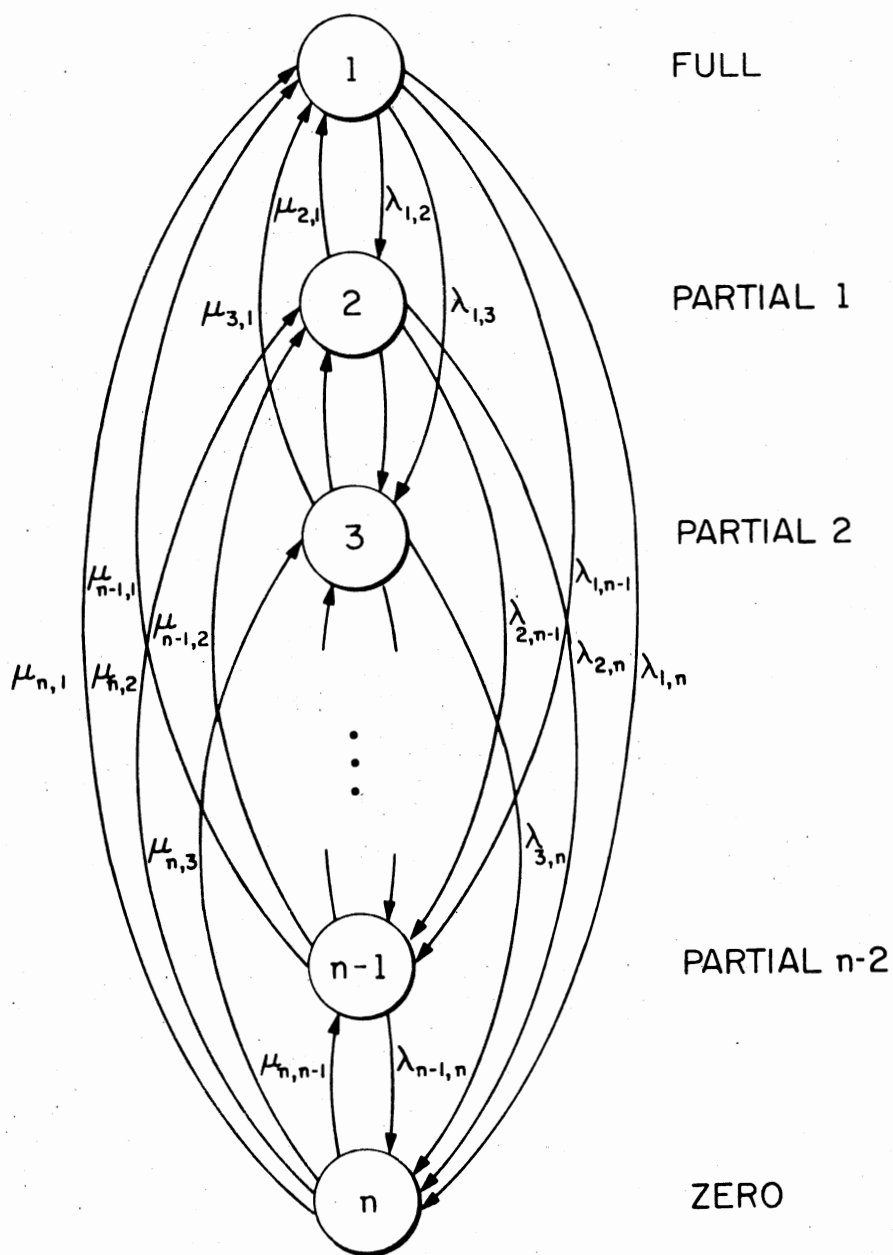 1 FULL
μ2,1 λ1,2
2 PARTIAL 1
μ3,1 λ1,3
3 PARTIAL 2
μn-1,1 λ1,n-1
μn-1,2 λ2,n-1
μn,1 μn,2 λ2,n λ1,n
μn,3 λ3,n
n-1 PARTIAL n-2
μn,n-1 λn-1,n
n ZERO